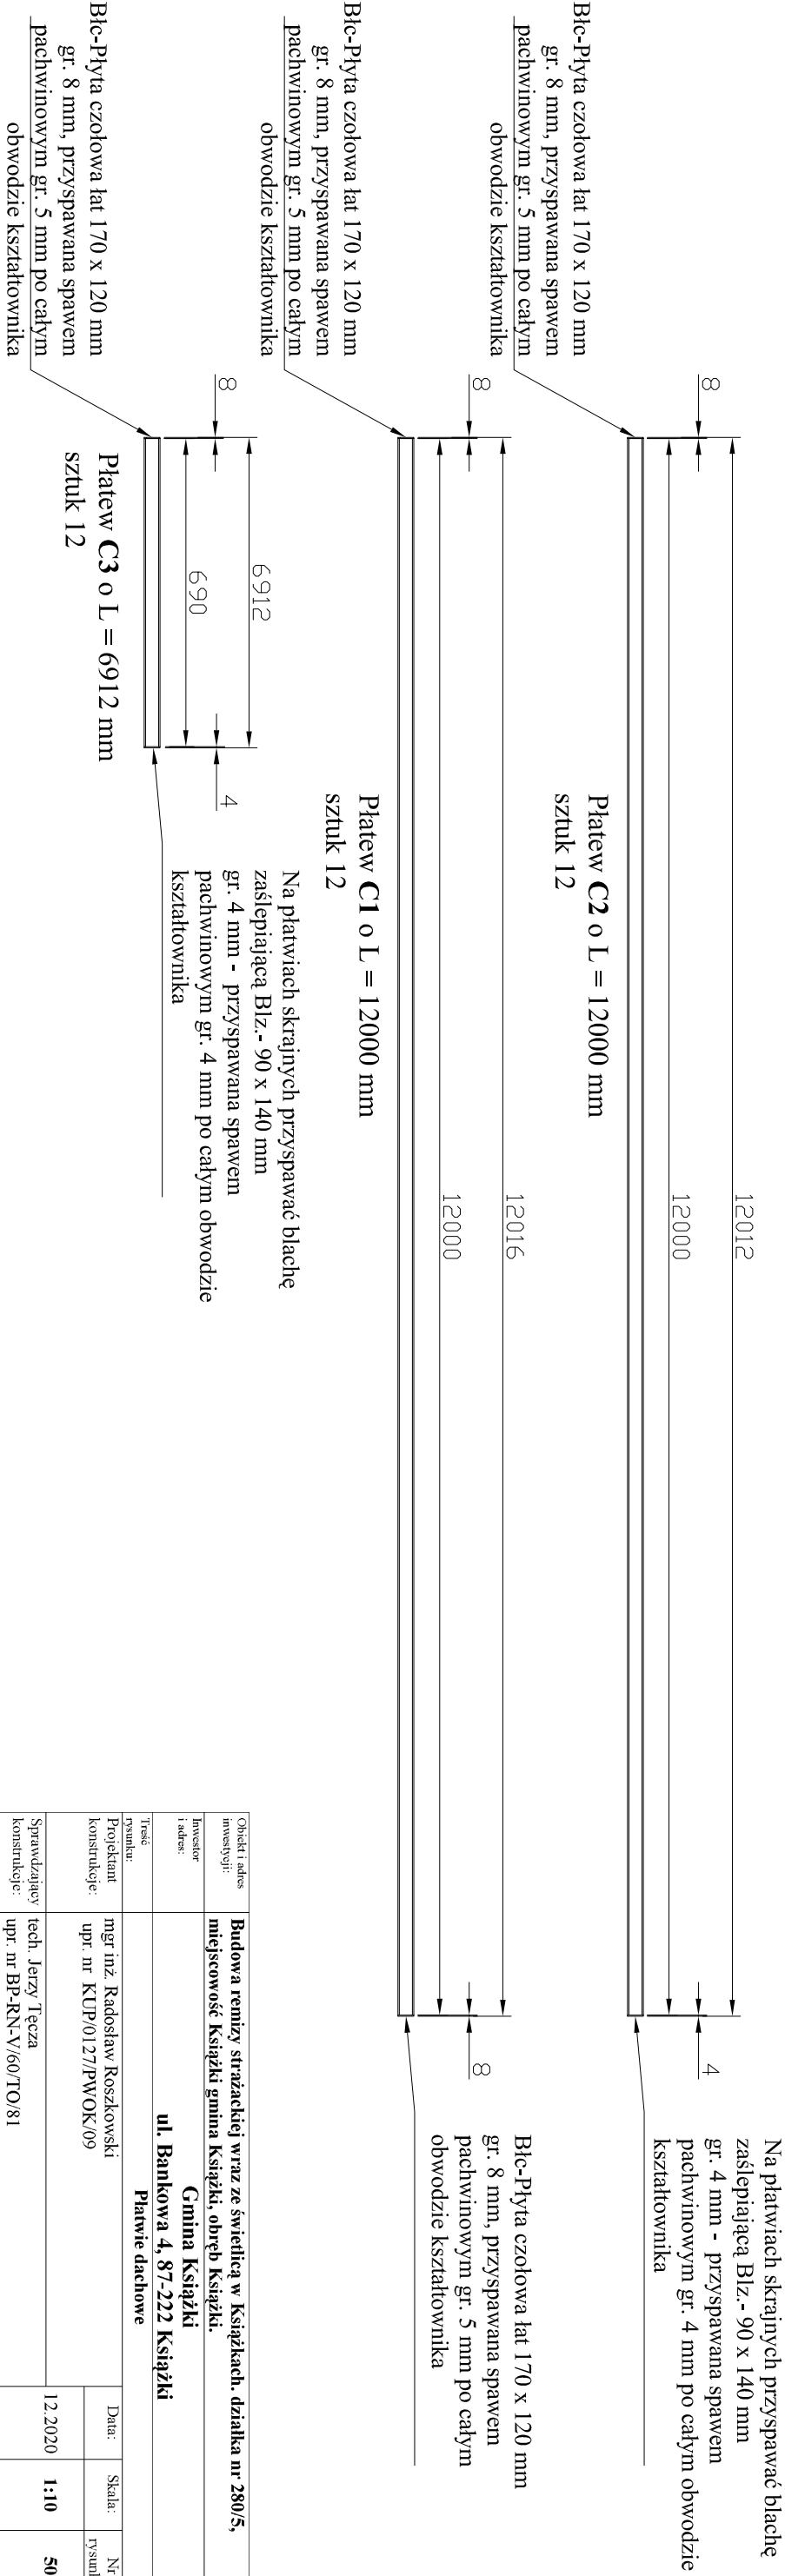 Na płatwiach skrajnych przyspawać blachę
zaślepiającą Blz.- 90 x 140 mm
gr. 4 mm - przyspawana spawem
pachwinowym gr. 4 mm po całym obwodzie
kształtownika
12012
8
4
12000
Błc-Płyta czołowa łat 170 x 120 mm
gr. 8 mm, przyspawana spawem
pachwinowym gr. 5 mm po całym
obwodzie kształtownika
Płatew C2 o L = 12000 mm
sztuk 12
12016
8
8
12000
Błc-Płyta czołowa łat 170 x 120 mm
gr. 8 mm, przyspawana spawem
pachwinowym gr. 5 mm po całym
obwodzie kształtownika
Błc-Płyta czołowa łat 170 x 120 mm
gr. 8 mm, przyspawana spawem
pachwinowym gr. 5 mm po całym
obwodzie kształtownika
Płatew C1 o L = 12000 mm
sztuk 12
6912
8
4
690
Na płatwiach skrajnych przyspawać blachę
zaślepiającą Blz.- 90 x 140 mm
gr. 4 mm - przyspawana spawem
pachwinowym gr. 4 mm po całym obwodzie
kształtownika
Błc-Płyta czołowa łat 170 x 120 mm
gr. 8 mm, przyspawana spawem
pachwinowym gr. 5 mm po całym
obwodzie kształtownika
Płatew C3 o L = 6912 mm
sztuk 12
Obiekt i adres
inwestycji:
Budowa remizy strażackiej wraz ze świetlicą w Książkach. działka nr 280/5,
miejscowość Książki gmina Książki, obręb Książki.
Inwestor
i adres:
Gmina Książki
ul. Bankowa 4, 87-222 Książki
Treść
rysunku:
Płatwie dachowe
Projektant
konstrukcje:
mgr inż. Radosław Roszkowski
upr. nr KUP/0127/PWOK/09
Data:
Skala:
Nr
Sprawdzający
konstrukcje:
tech. Jerzy Tęcza
upr. nr BP-RN-V/60/TO/81
12.2020
1:10
50